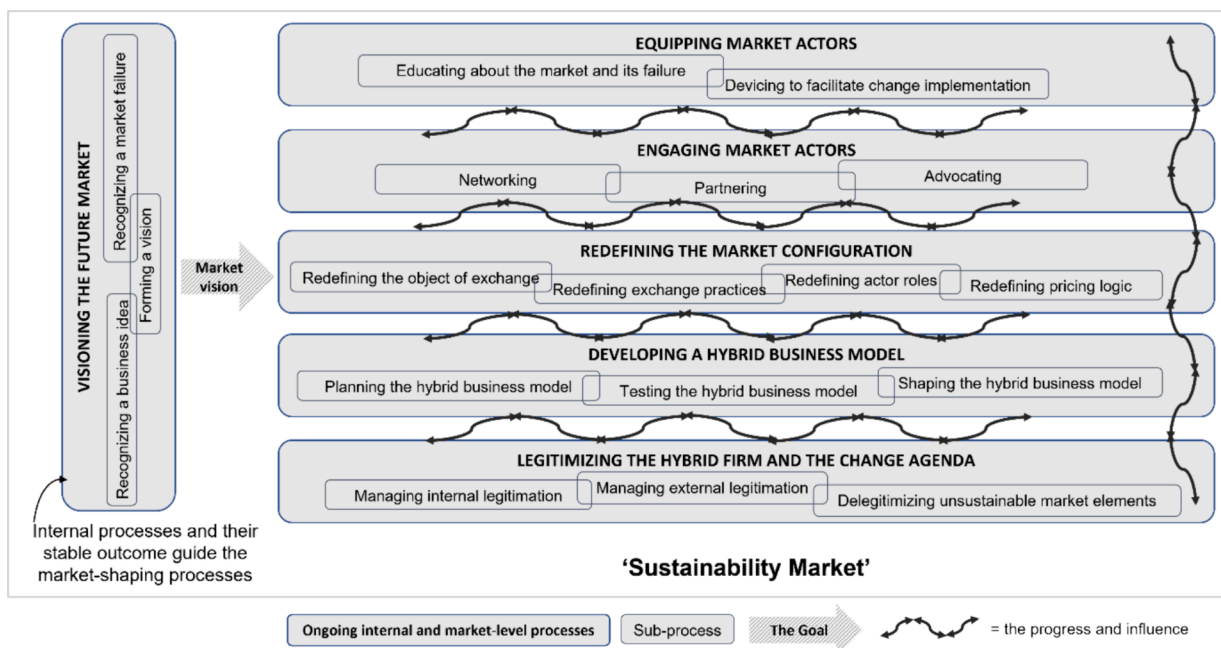 VISIONING THE FUTURE MARKET
Recognizing a market failure
Forming a vision
Recognizing a business idea
Internal processes and their
stable outcome guide the
market-shaping processes
Market
vision
EQUIPPING MARKET ACTORS
Educating about the market and its failure
Devicing to facilitate change implementation
ENGAGING MARKET ACTORS
Networking
Partnering
Advocating
REDEFINING THE MARKET CONFIGURATION
Redefining the object of exchange
Redefining exchange practices
Redefining actor roles
Redefining pricing logic
DEVELOPING A HYBRID BUSINESS MODEL
Planning the hybrid business model
Testing the hybrid business model
Shaping the hybrid business model
LEGITIMIZING THE HYBRID FIRM AND THE CHANGE AGENDA
Managing internal legitimation
Managing external legitimation
Delegitimizing unsustainable market elements
'Sustainability Market'
Ongoing internal and market-level processes
Sub-process
The Goal
= the progress and influence